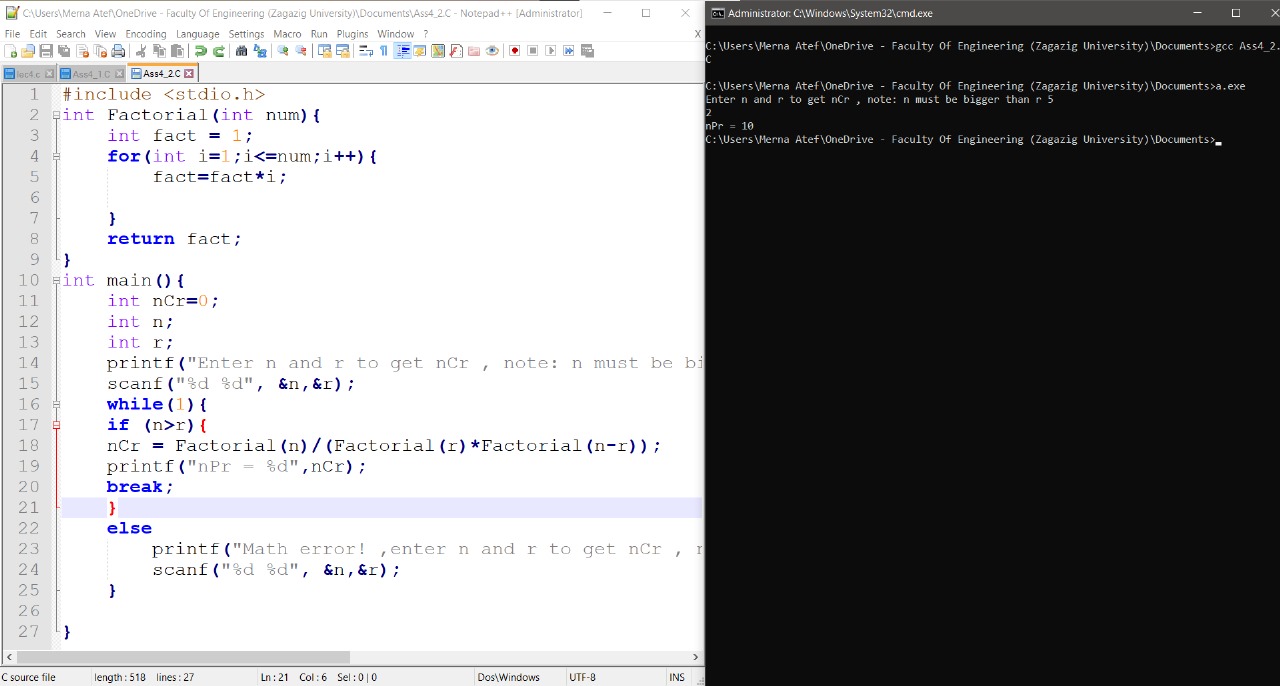 C:\Users\Merna Atef\OneDrive - Faculty Of Engineering (Zagazig University)\Documents\Ass4_2.C - Notepad++ [Administrator]
File Edit Search View Encoding Language Settings Macro Run Plugins Window ? X
lec4.c Ass4_1.C Ass4_2.C
1 #include <stdio.h>
2 int Factorial(int num){
3 int fact = 1;
4 for(int i=1;i<=num;i++){
5 fact=fact*i;
6
7 }
8 return fact;
9 }
10 int main(){
11 int nCr=0;
12 int n;
13 int r;
14 printf("Enter n and r to get nCr , note: n must be bi
15 scanf("%d %d", &n,&r);
16 while(1){
17 if (n>r){
18 nCr = Factorial(n)/(Factorial(r)*Factorial(n-r));
19 printf("nPr = %d",nCr);
20 break;
21 }
22 else
23 printf("Math error! ,enter n and r to get nCr , n
24 scanf("%d %d", &n,&r);
25 }
26
27 }
C source file length : 518 lines : 27 Ln : 21 Col : 6 Sel : 0 | 0 Dos\Windows UTF-8 INS
Administrator: C:\Windows\System32\cmd.exe
C:\Users\Merna Atef\OneDrive - Faculty Of Engineering (Zagazig University)\Documents>gcc Ass4_2.
C
C:\Users\Merna Atef\OneDrive - Faculty Of Engineering (Zagazig University)\Documents>a.exe
Enter n and r to get nCr , note: n must be bigger than r 5
2
nPr = 10
C:\Users\Merna Atef\OneDrive - Faculty Of Engineering (Zagazig University)\Documents>